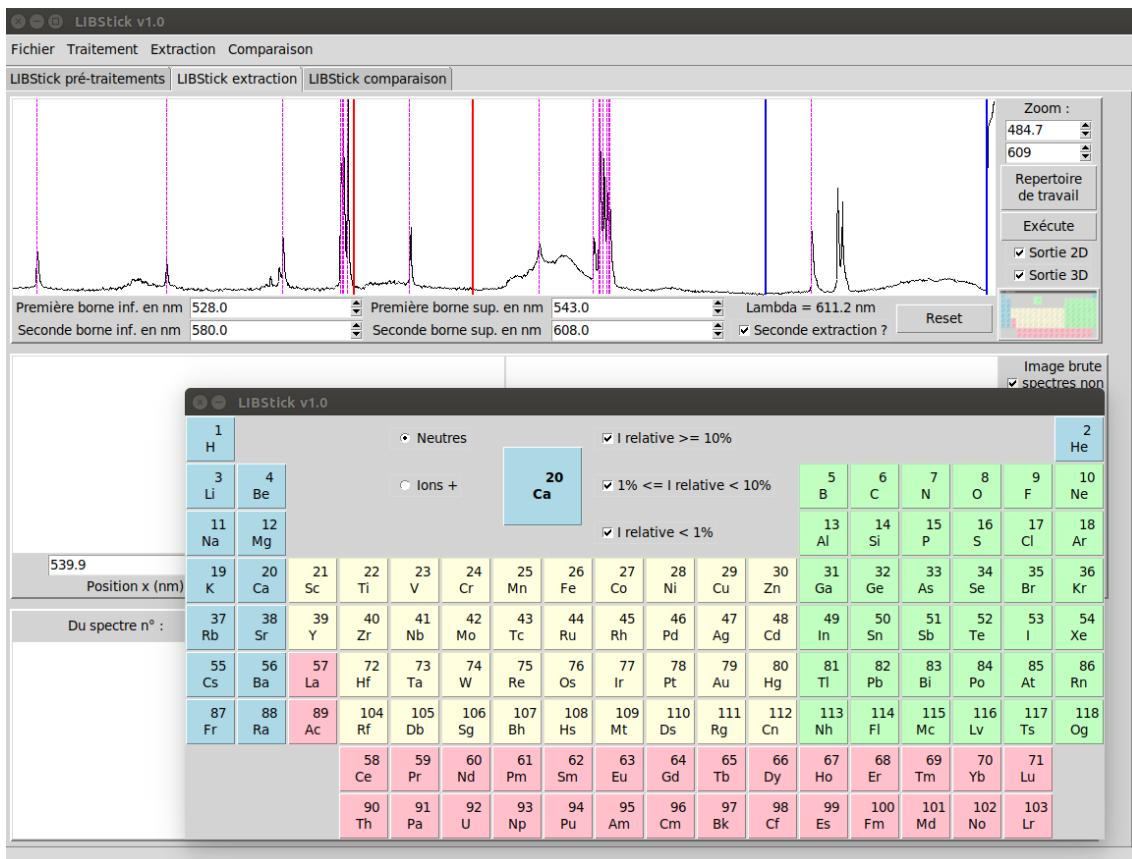 LIBStick v1.0
Fichier Traitement Extraction Comparaison
LIBStick pré-traitements LIBStick extraction LIBStick comparaison
Zoom :
484.7
609
Repertoire
de travail
Exécute
Sortie 2D
Sortie 3D
Première borne inf. en nm 528.0 Première borne sup. en nm 543.0 Lambda = 611.2 nm
Seconde borne inf. en nm 580.0 Seconde borne sup. en nm 608.0 Seconde extraction ? Reset
Image brute
spectres non
539.9
Position x (nm)
Du spectre n° :
LIBStick v1.0
Neutres I relative >= 10%
Ions + 20 1% <= I relative < 10%
Ca
I relative < 1%
1 2
H He
3 4 5 6 7 8 9 10
Li Be B C N O F Ne
11 12 13 14 15 16 17 18
Na Mg Al Si P S Cl Ar
19 20 21 22 23 24 25 26 27 28 29 30 31 32 33 34 35 36
K Ca Sc Ti V Cr Mn Fe Co Ni Cu Zn Ga Ge As Se Br Kr
37 38 39 40 41 42 43 44 45 46 47 48 49 50 51 52 53 54
Rb Sr Y Zr Nb Mo Tc Ru Rh Pd Ag Cd In Sn Sb Te I Xe
55 56 57 72 73 74 75 76 77 78 79 80 81 82 83 84 85 86
Cs Ba La Hf Ta W Re Os Ir Pt Au Hg Tl Pb Bi Po At Rn
87 88 89 104 105 106 107 108 109 110 111 112 113 114 115 116 117 118
Fr Ra Ac Rf Db Sg Bh Hs Mt Ds Rg Cn Nh Fl Mc Lv Ts Og
58 59 60 61 62 63 64 65 66 67 68 69 70 71
Ce Pr Nd Pm Sm Eu Gd Tb Dy Ho Er Tm Yb Lu
90 91 92 93 94 95 96 97 98 99 100 101 102 103
Th Pa U Np Pu Am Cm Bk Cf Es Fm Md No Lr